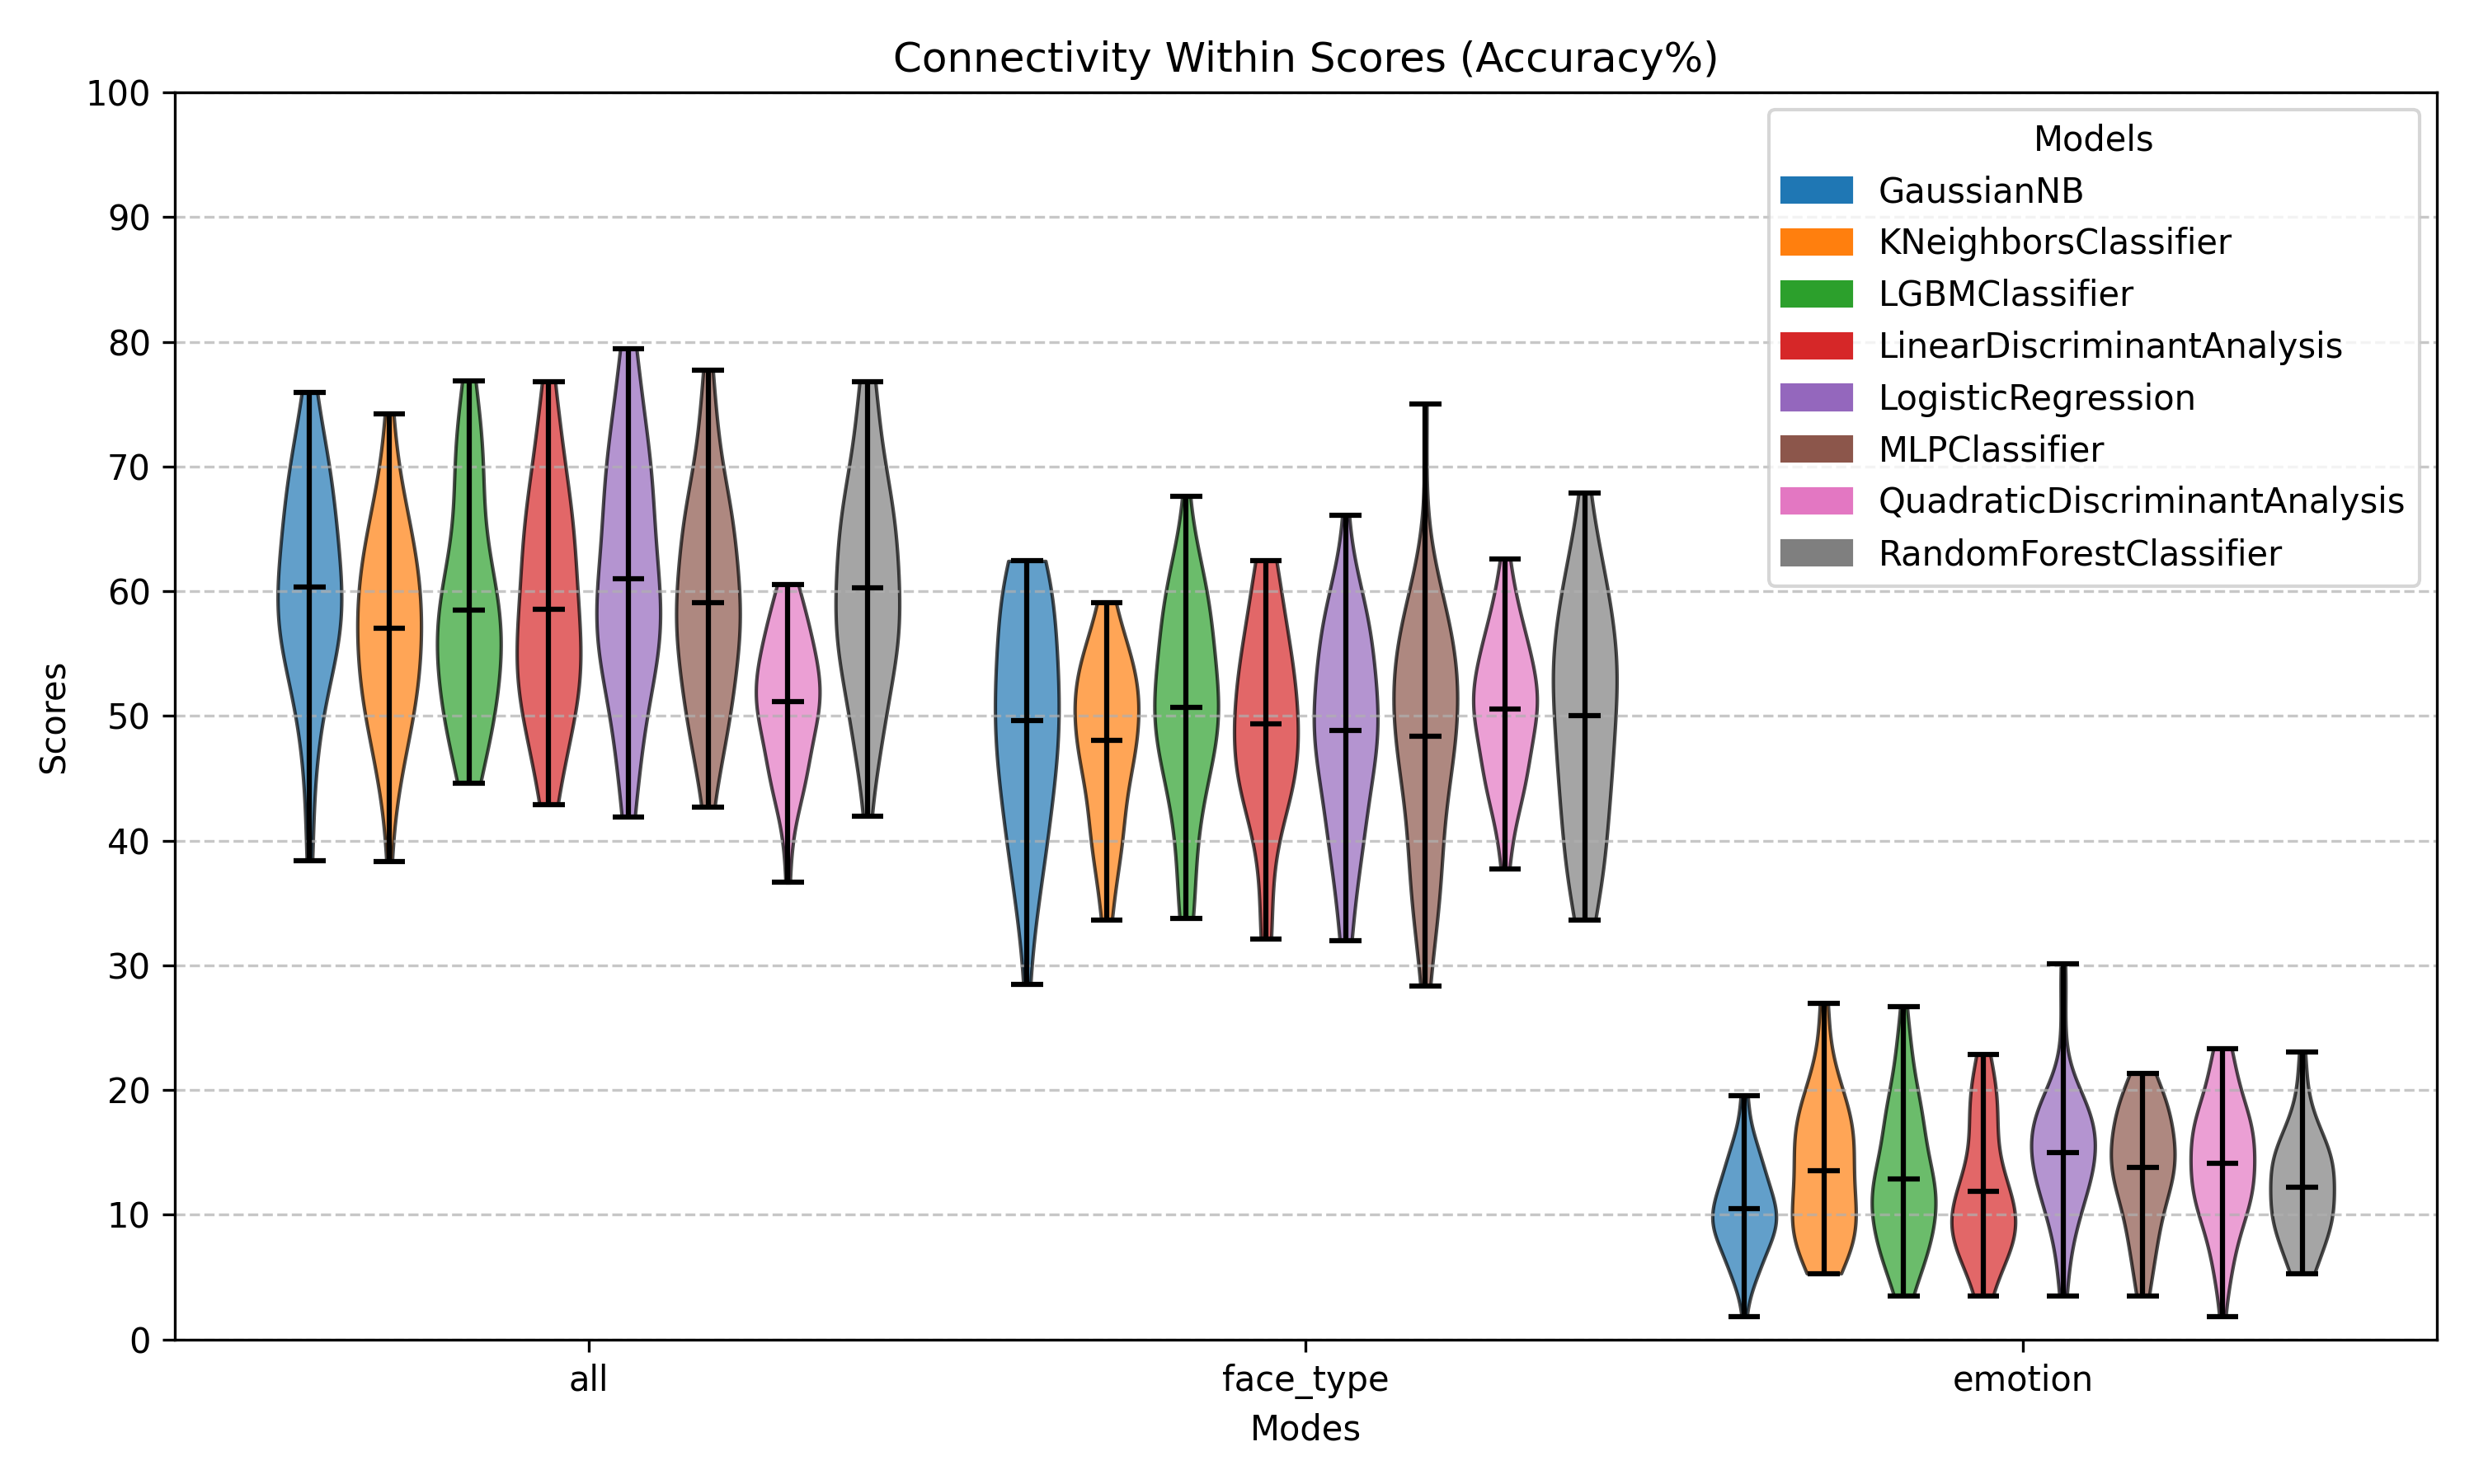 Connectivity Within Scores (Accuracy%)
100
90
80
70
60
50
40
30
20
10
0
Scores
Models
GaussianNB
KNeighborsClassifier
LGBMClassifier
LinearDiscriminantAnalysis
LogisticRegression
MLPClassifier
QuadraticDiscriminantAnalysis
RandomForestClassifier
all
face_type
emotion
Modes